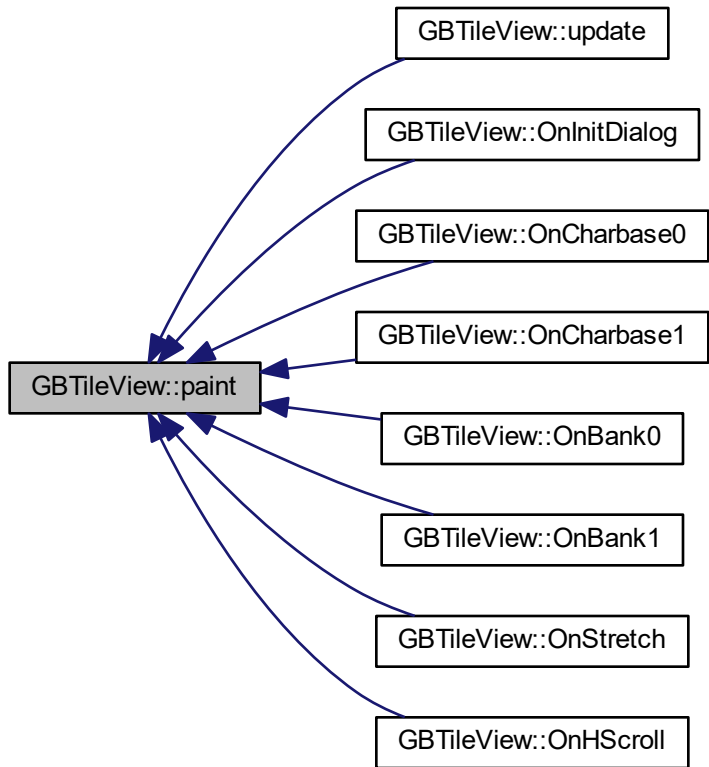 GBTileView::update
GBTileView::OnInitDialog
GBTileView::OnCharbase0
GBTileView::OnCharbase1
GBTileView::paint
GBTileView::OnBank0
GBTileView::OnBank1
GBTileView::OnStretch
GBTileView::OnHScroll